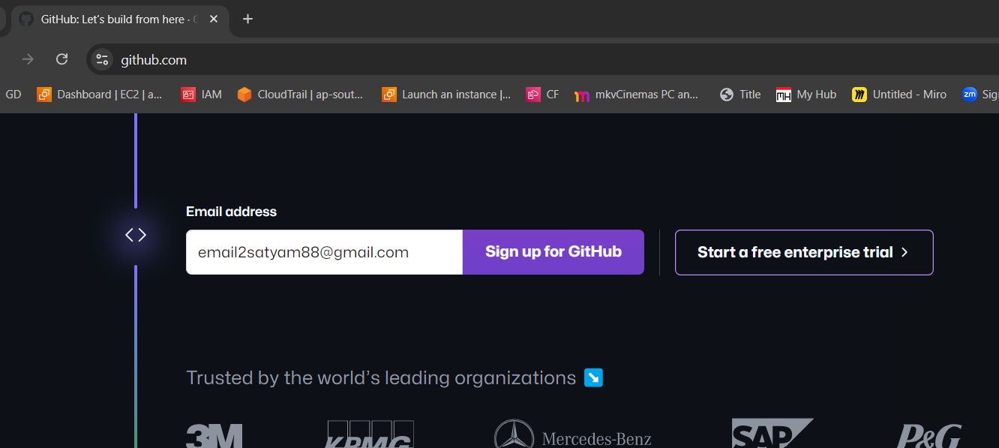 GitHub: Let's build from here ·
github.com
GD
Dashboard | EC2 | a...
IAM
CloudTrail | ap-sout...
Launch an instance |...
CF
mkvCinemas PC an...
Title
My Hub
Untitled - Miro
zm
Email address
email2satyam88@gmail.com
Sign up for GitHub
Start a free enterprise trial
Trusted by the world's leading organizations
3M
KPMG
Mercedes-Benz
SAP
P&G